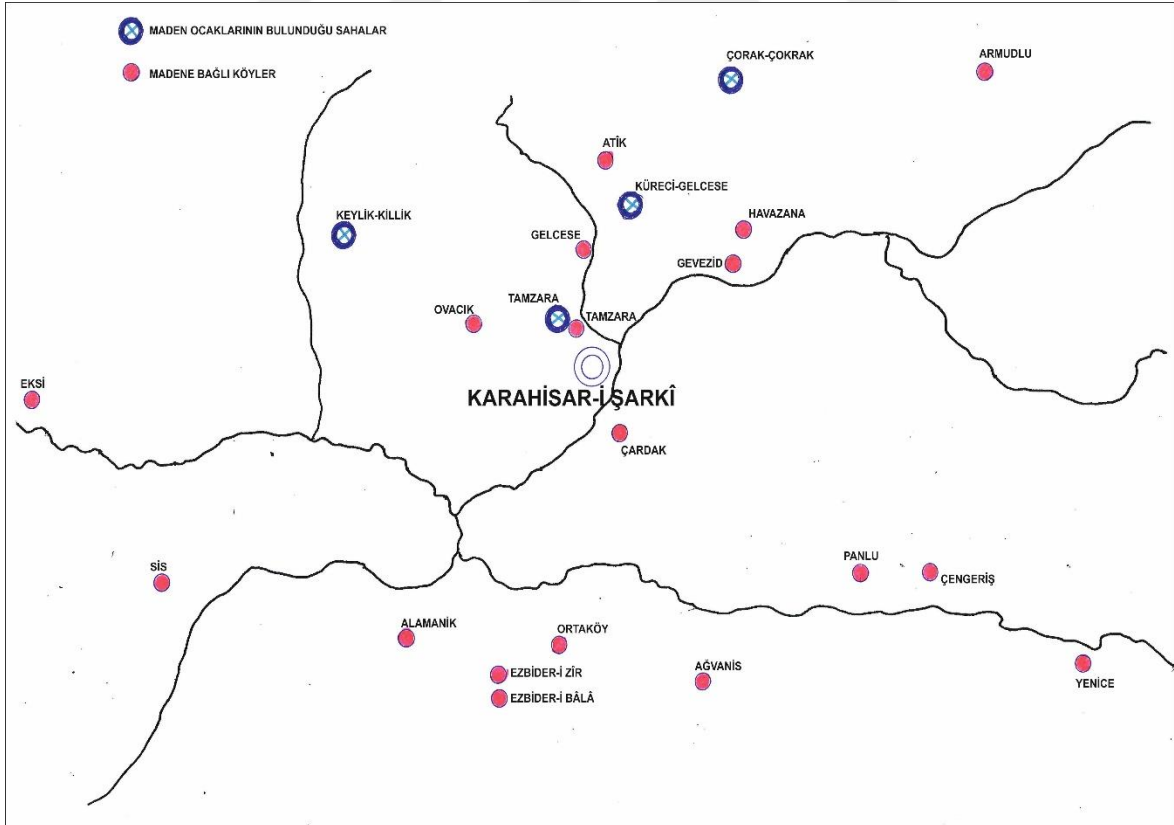 MADEN OCAKLARININ BULUNDUĞU SAHALAR
MADENE BAĞLI KÖYLER
ÇORAK-ÇOKRAK
ARMUDLU
ATİK
KÜRECİ-GELCESE
KEYLİK-KİLLİK
HAVAZANA
GELCESE
GEVEZİD
OVACIK
TAMZARA
TAMZARA
KARAHİSAR-İ ŞARKÎ
EKSİ
ÇARDAK
SİS
PANLU
ÇENGERİŞ
ALAMANİK
ORTAKÖY
EZBİDER-İ ZÎR
AĞVANİS
YENİCE
EZBİDER-İ BÂLÂ